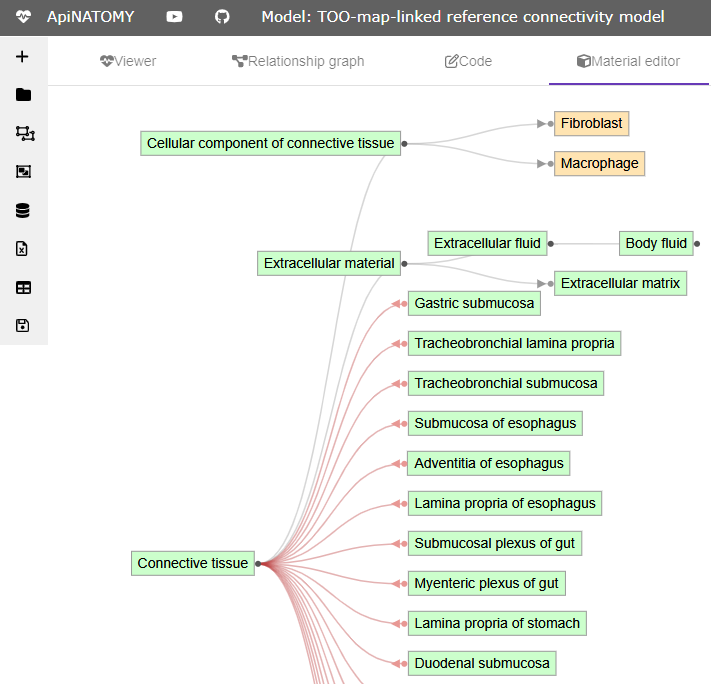 ApiNATOMY Model: TOO-map-linked reference connectivity model
Viewer Relationship graph Code Material editor
Fibroblast
Cellular component of connective tissue
Macrophage
Extracellular fluid Body fluid
Extracellular material
Extracellular matrix
Gastric submucosa
Tracheobronchial lamina propria
Tracheobronchial submucosa
Submucosa of esophagus
Adventitia of esophagus
Lamina propria of esophagus
Submucosal plexus of gut
Connective tissue
Myenteric plexus of gut
Lamina propria of stomach
Duodenal submucosa